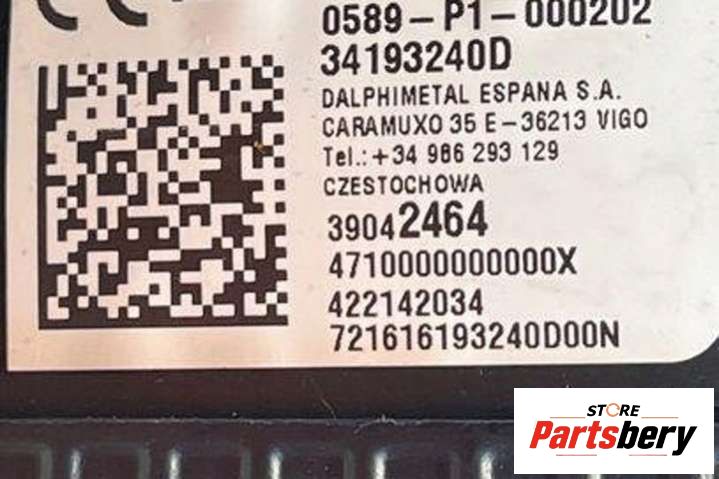 CE
0589-P1-000202
34193240D
DALPHIMETAL ESPANA S.A.
CARAMUXO 35 E-36213 VIGO
Tel.:+34 986 293 129
CZESTOCHOWA
39042464
4710000000000X
422142034
721616193240D00N
STORE
Partsbery